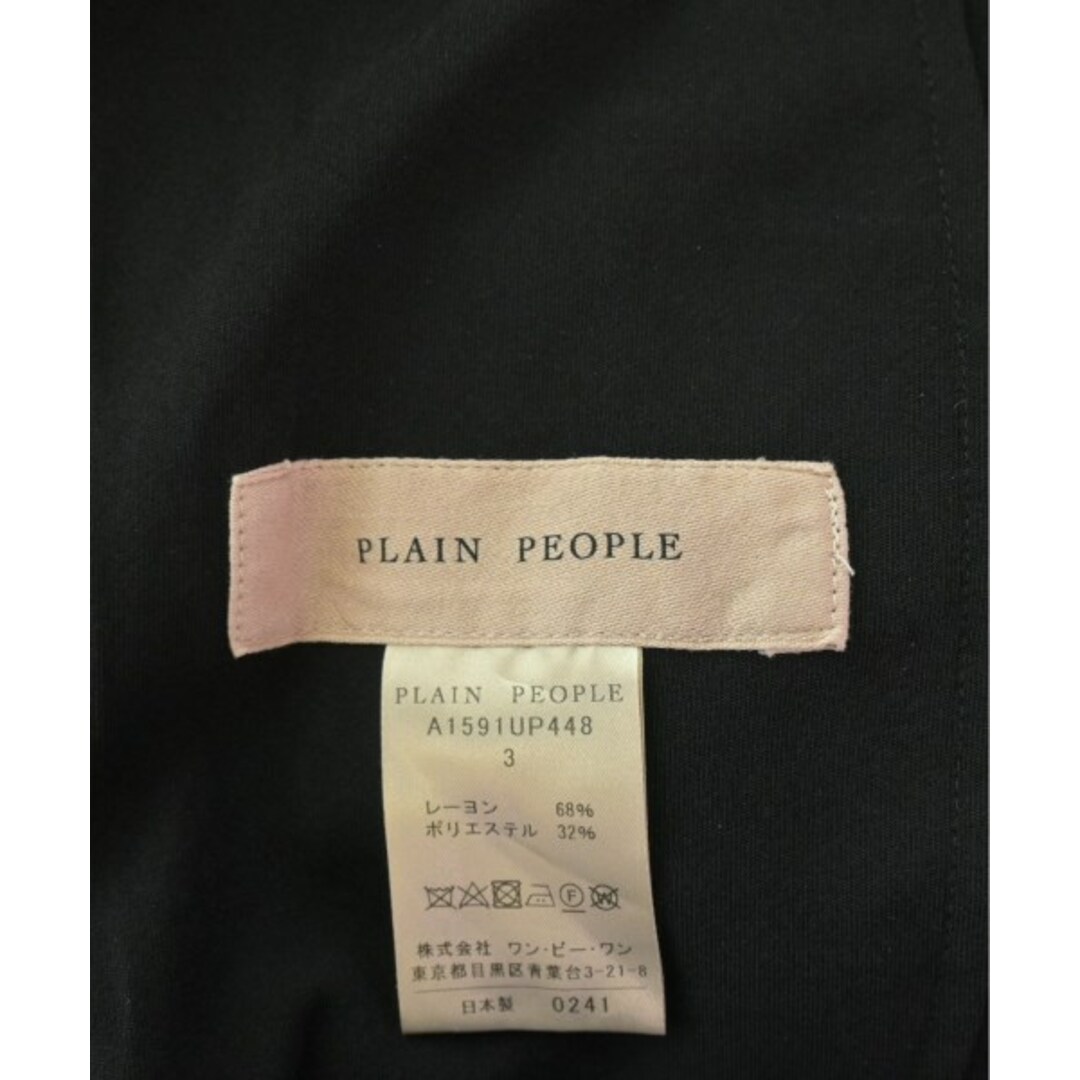 PLAIN PEOPLE
PLAIN PEOPLE
A1591UP448
3
レーヨン 68%
ポリエステル 32%
F W
株式会社 ワン・ビー・ワン
東京都目黒区青葉台3-21-8
日本製 0241